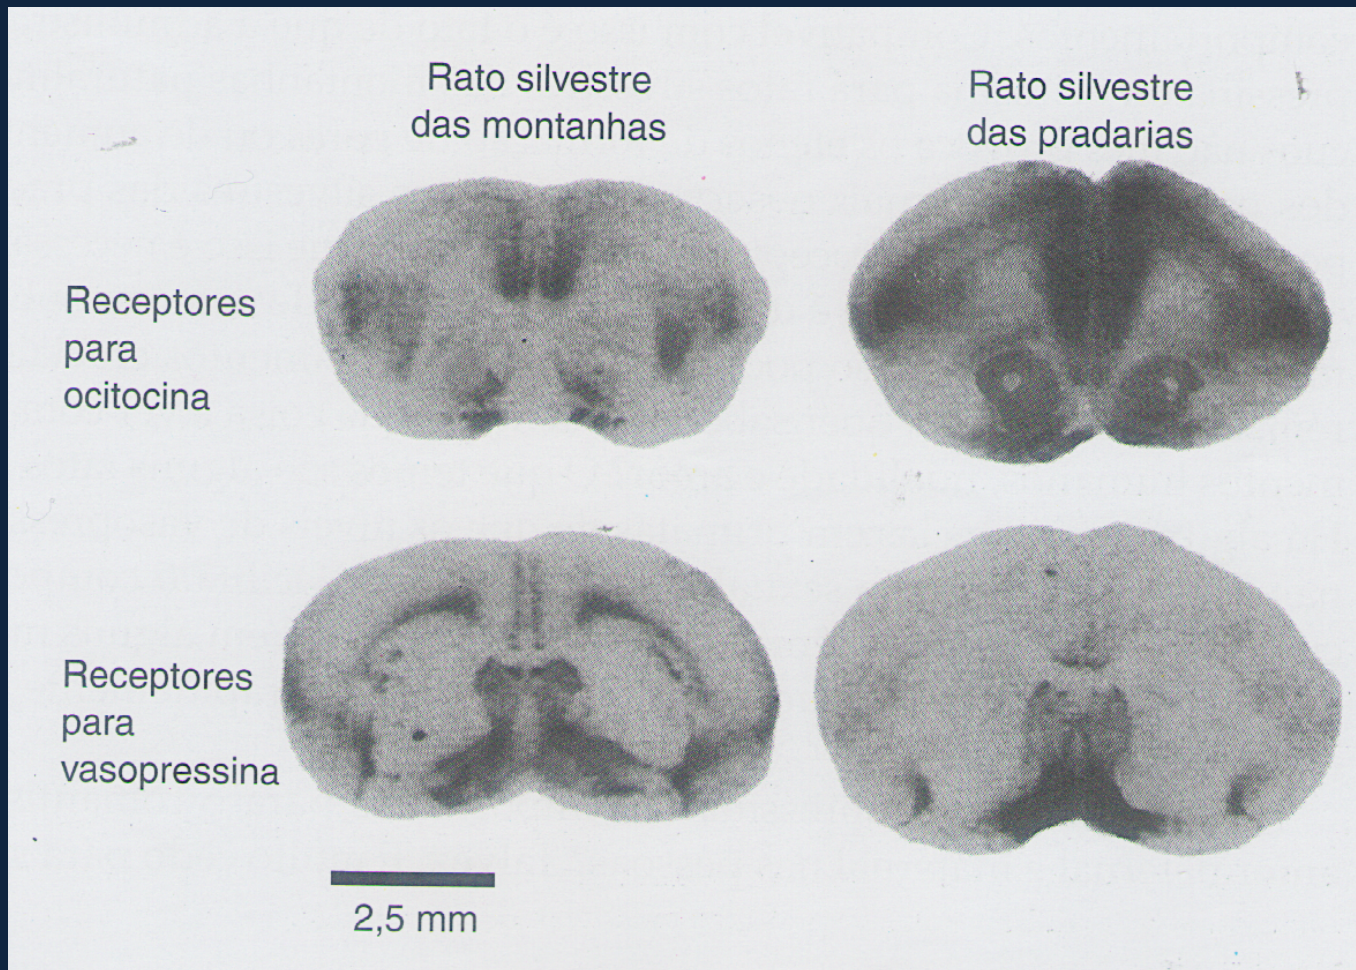 Rato silvestre
das montanhas
Rato silvestre
das pradarias
Receptores
para
ocitocina
Receptores
para
vasopressina
2,5 mm